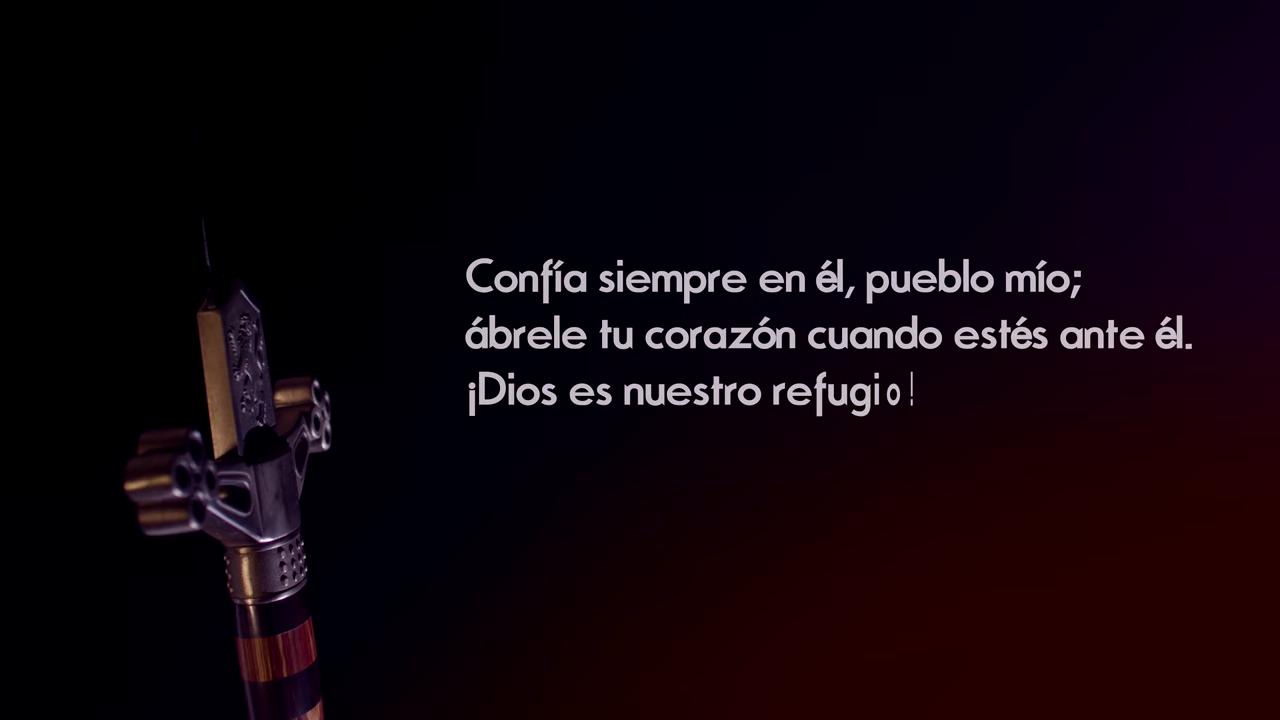 Confía siempre en él, pueblo mío;
ábrele tu corazón cuando estés ante él.
¡Dios es nuestro refugio!